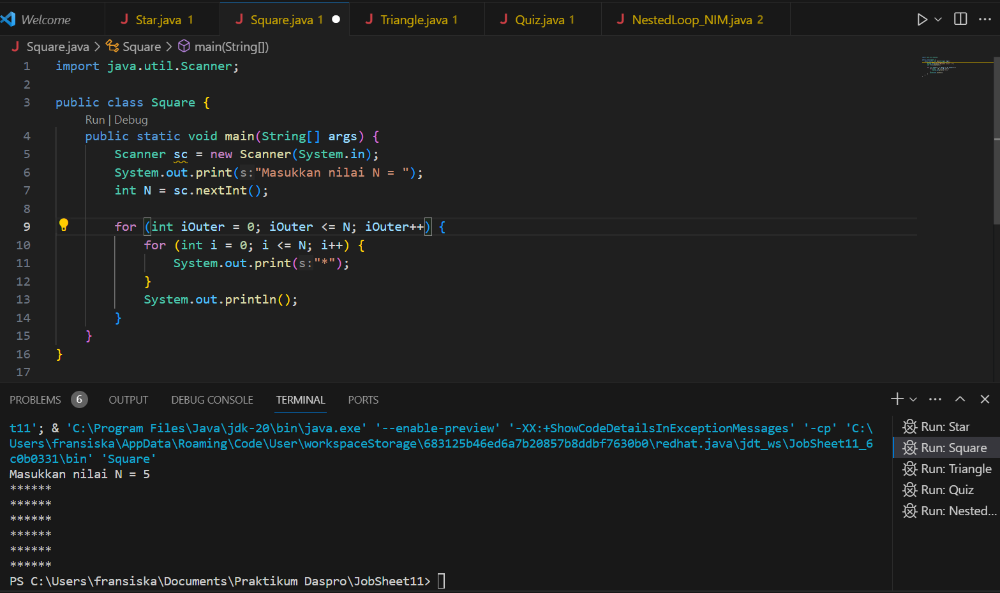 Welcome
Star.java 1
Square.java 1
Triangle.java 1
Quiz.java 1
NestedLoop_NIM.java 2
Square.java > Square > main(String[])
1 import java.util.Scanner;
2
3 public class Square {
Run | Debug
4 public static void main(String[] args) {
5 Scanner sc = new Scanner(System.in);
6 System.out.print(s:"Masukkan nilai N = ");
7 int N = sc.nextInt();
8
9 for (int iOuter = 0; iOuter <= N; iOuter++) {
10 for (int i = 0; i <= N; i++) {
11 System.out.print(s:"*");
12 }
13 System.out.println();
14 }
15 }
16 }
17
PROBLEMS 6 OUTPUT DEBUG CONSOLE TERMINAL PORTS
t11'; & 'C:\Program Files\Java\jdk-20\bin\java.exe' '--enable-preview' '-XX:+ShowCodeDetailsInExceptionMessages' '-cp' 'C:\
Users\fransiska\AppData\Roaming\Code\User\workspaceStorage\683125b46ed6a7b20857b8ddbf7630b0\redhat.java\jdt_ws\JobSheet11_6
c0b0331\bin' 'Square'
Masukkan nilai N = 5
******
******
******
******
******
******
PS C:\Users\fransiska\Documents\Praktikum Daspro\JobSheet11>
Run: Star
Run: Square
Run: Triangle
Run: Quiz
Run: Nested...